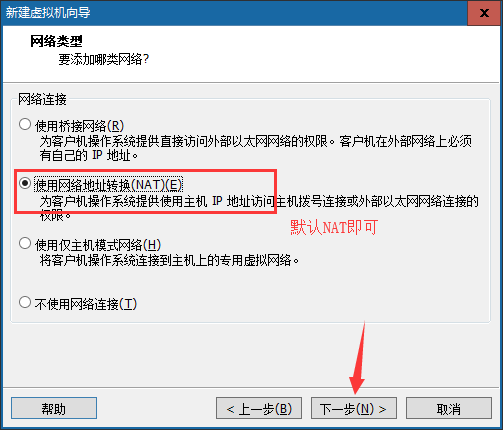 新建虚拟机向导
x
网络类型
要添加哪类网络?
网络连接
使用桥接网络(R)
为客户机操作系统提供直接访问外部以太网网络的权限。客户机在外部网络上必须
有自己的 IP 地址。
使用网络地址转换(NAT)(E)
为客户机操作系统提供使用主机 IP 地址访问主机拨号连接或外部以太网网络连接的
权限。
默认NAT即可
使用仅主机模式网络(H)
将客户机操作系统连接到主机上的专用虚拟网络。
不使用网络连接(T)
帮助
< 上一步(B)
下一步(N) >
取消